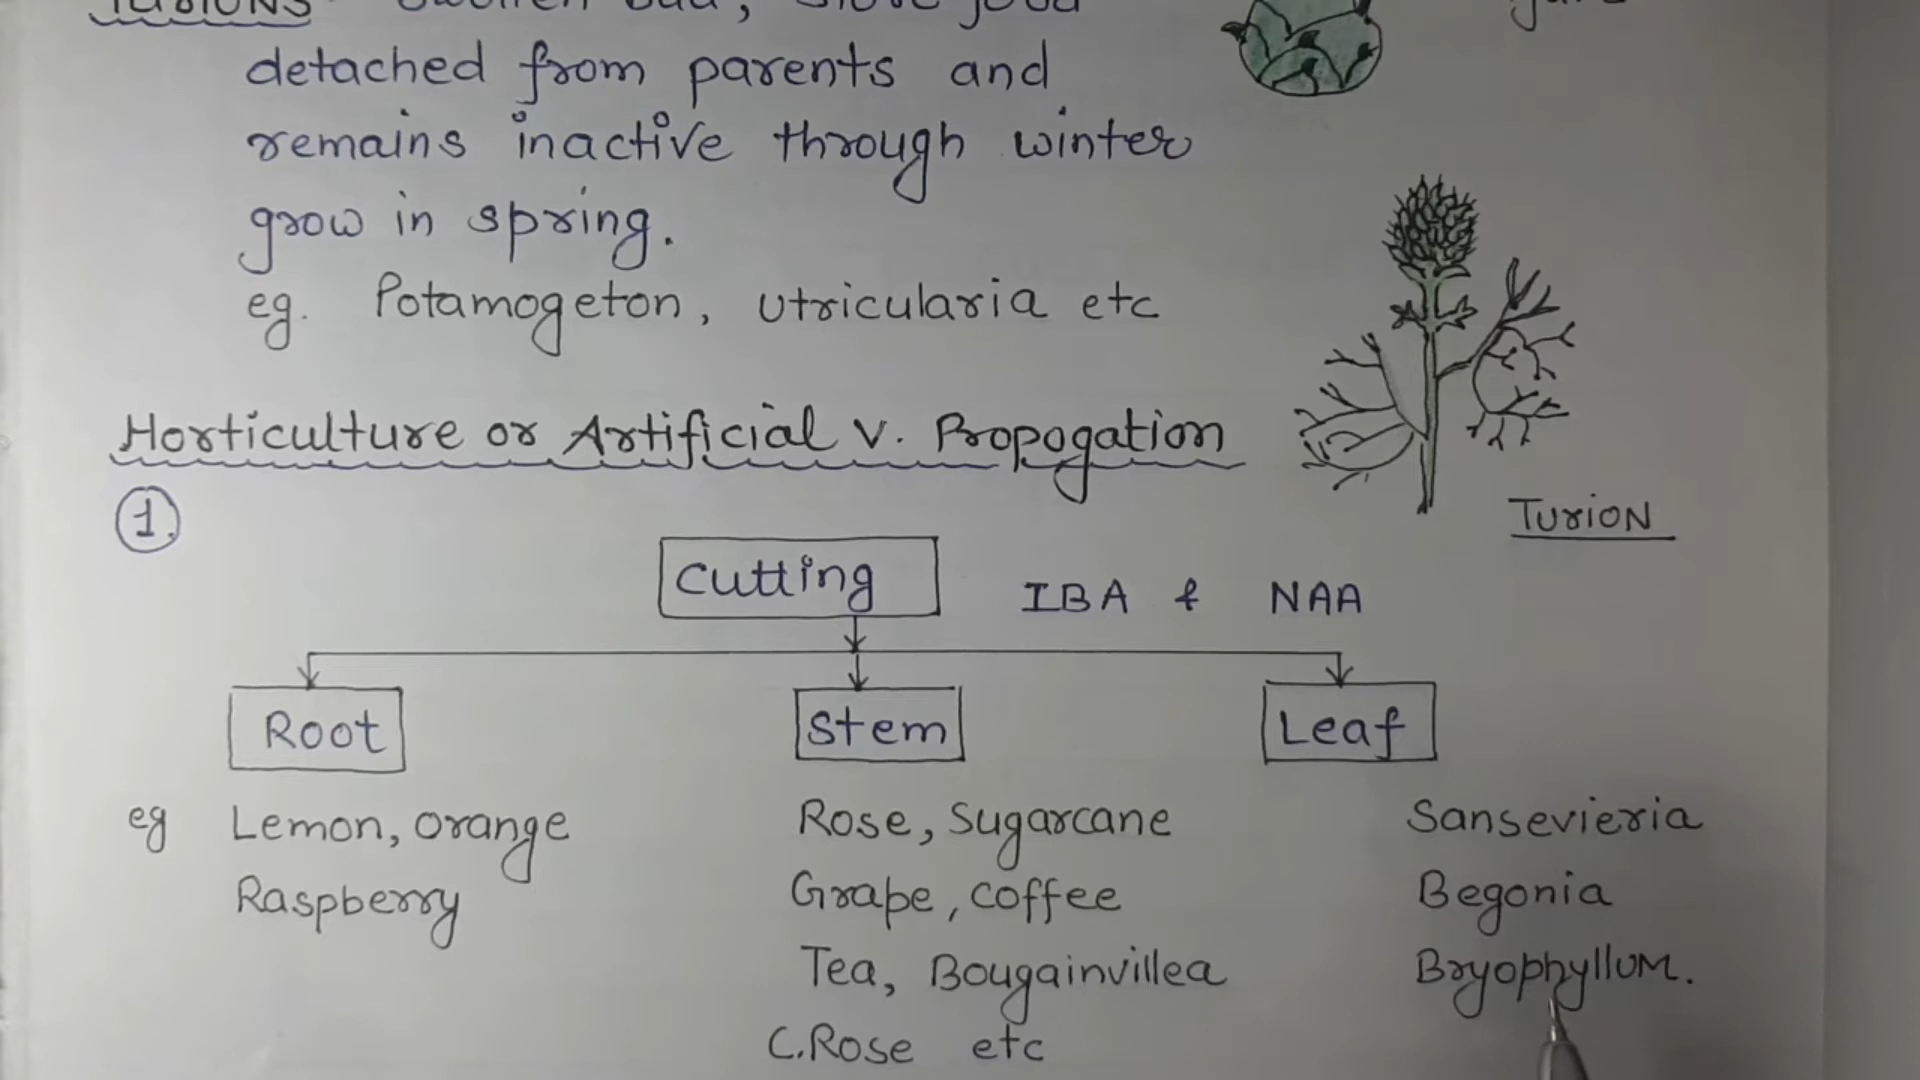 detached from parents and
remains inactive through winter
grow in spring.
eg. Potamogeton, Utricularia etc
Horticulture or Artificial V. Propogation
1.
TURION
Cutting IBA & NAA
Root Stem Leaf
eg Lemon, orange Rose, Sugarcane Sansevieria
Raspberry Grape, coffee Begonia
Tea, Bougainvillea Bryophyllum.
C.Rose etc